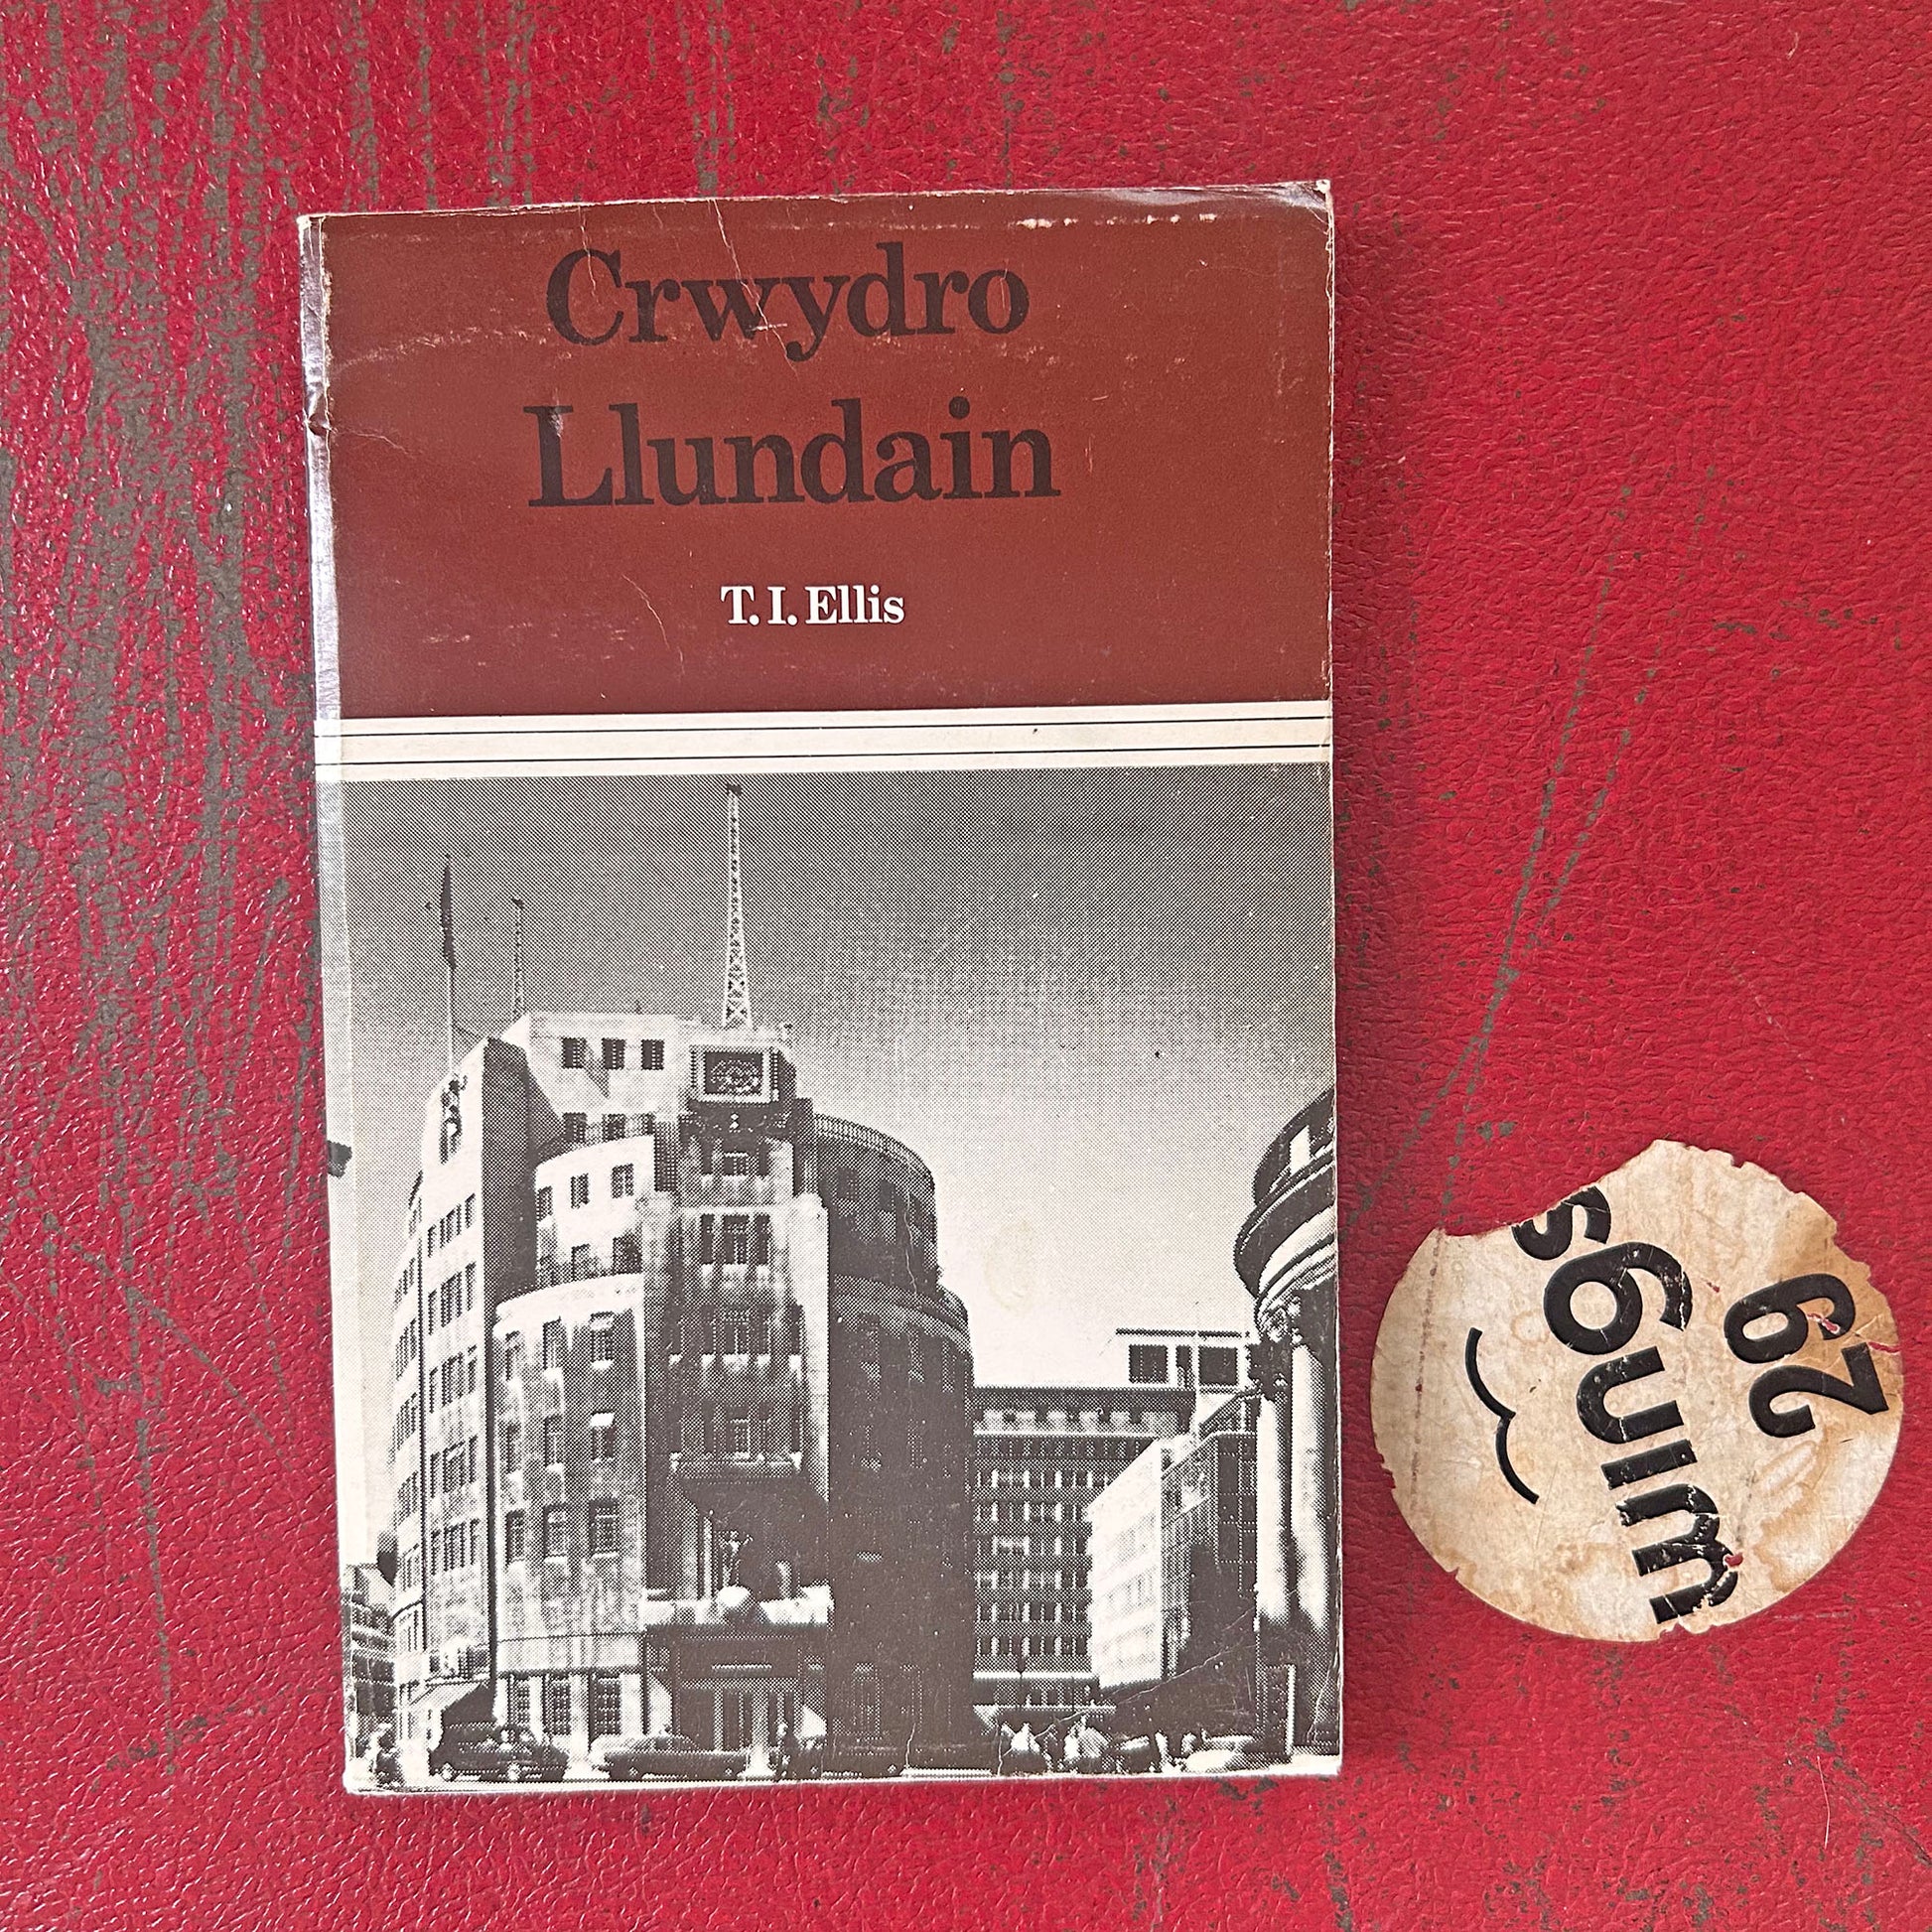 Crwydro
Llundain
T. I. Ellis
29
wings